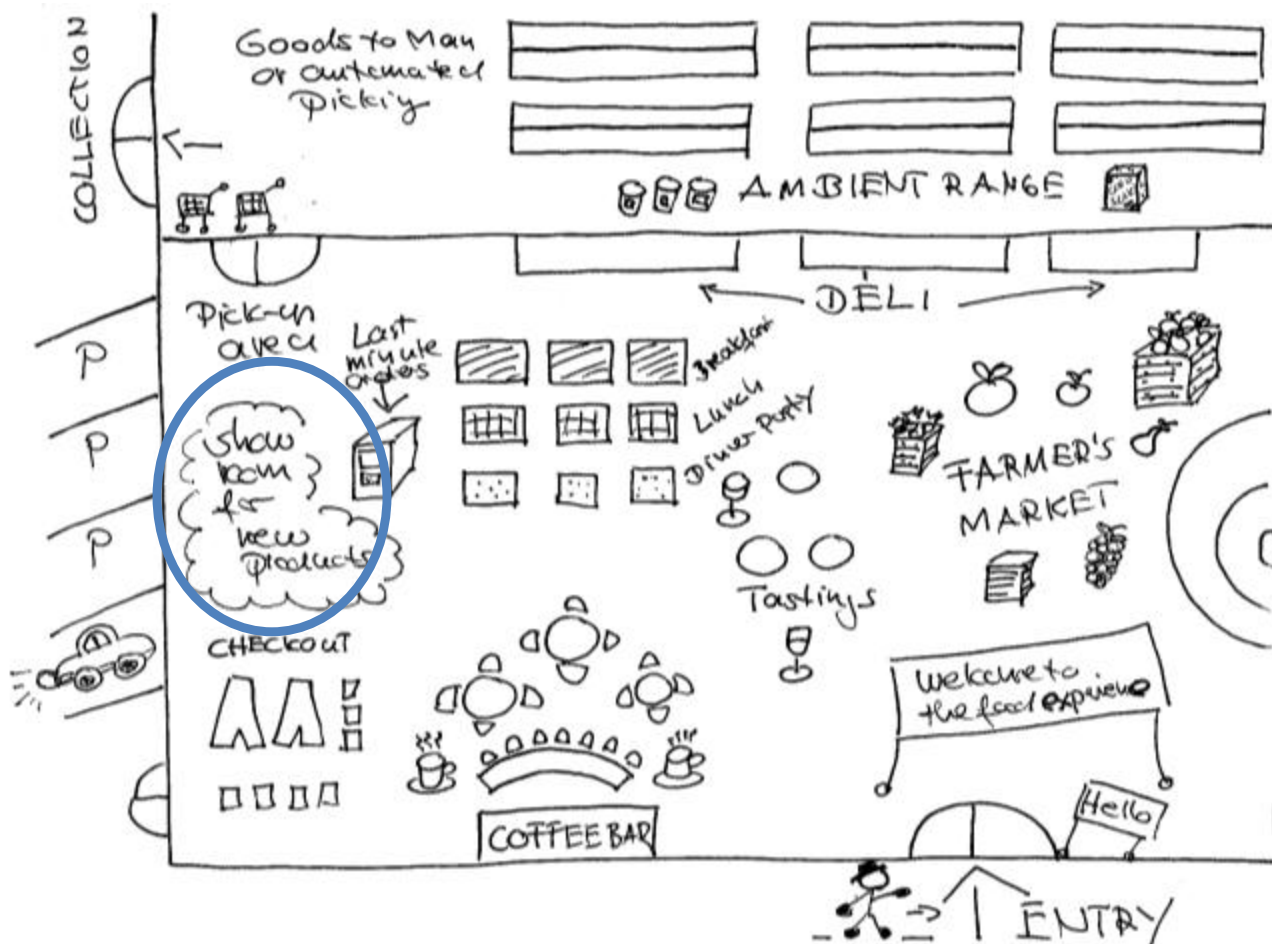 COLLECTION
Goods to Man
or automated
Pickiy
AMBIENT RANGE
DELI
Pick-up
area
Last
minute
orders
Breakfast
Lunch
Dinner Party
P
P
P
show
room
for
new
products
FARMER'S
MARKET
Tastings
CHECKOUT
Welcome to
the food experience
Hello
COFFEE BAR
ENTRY